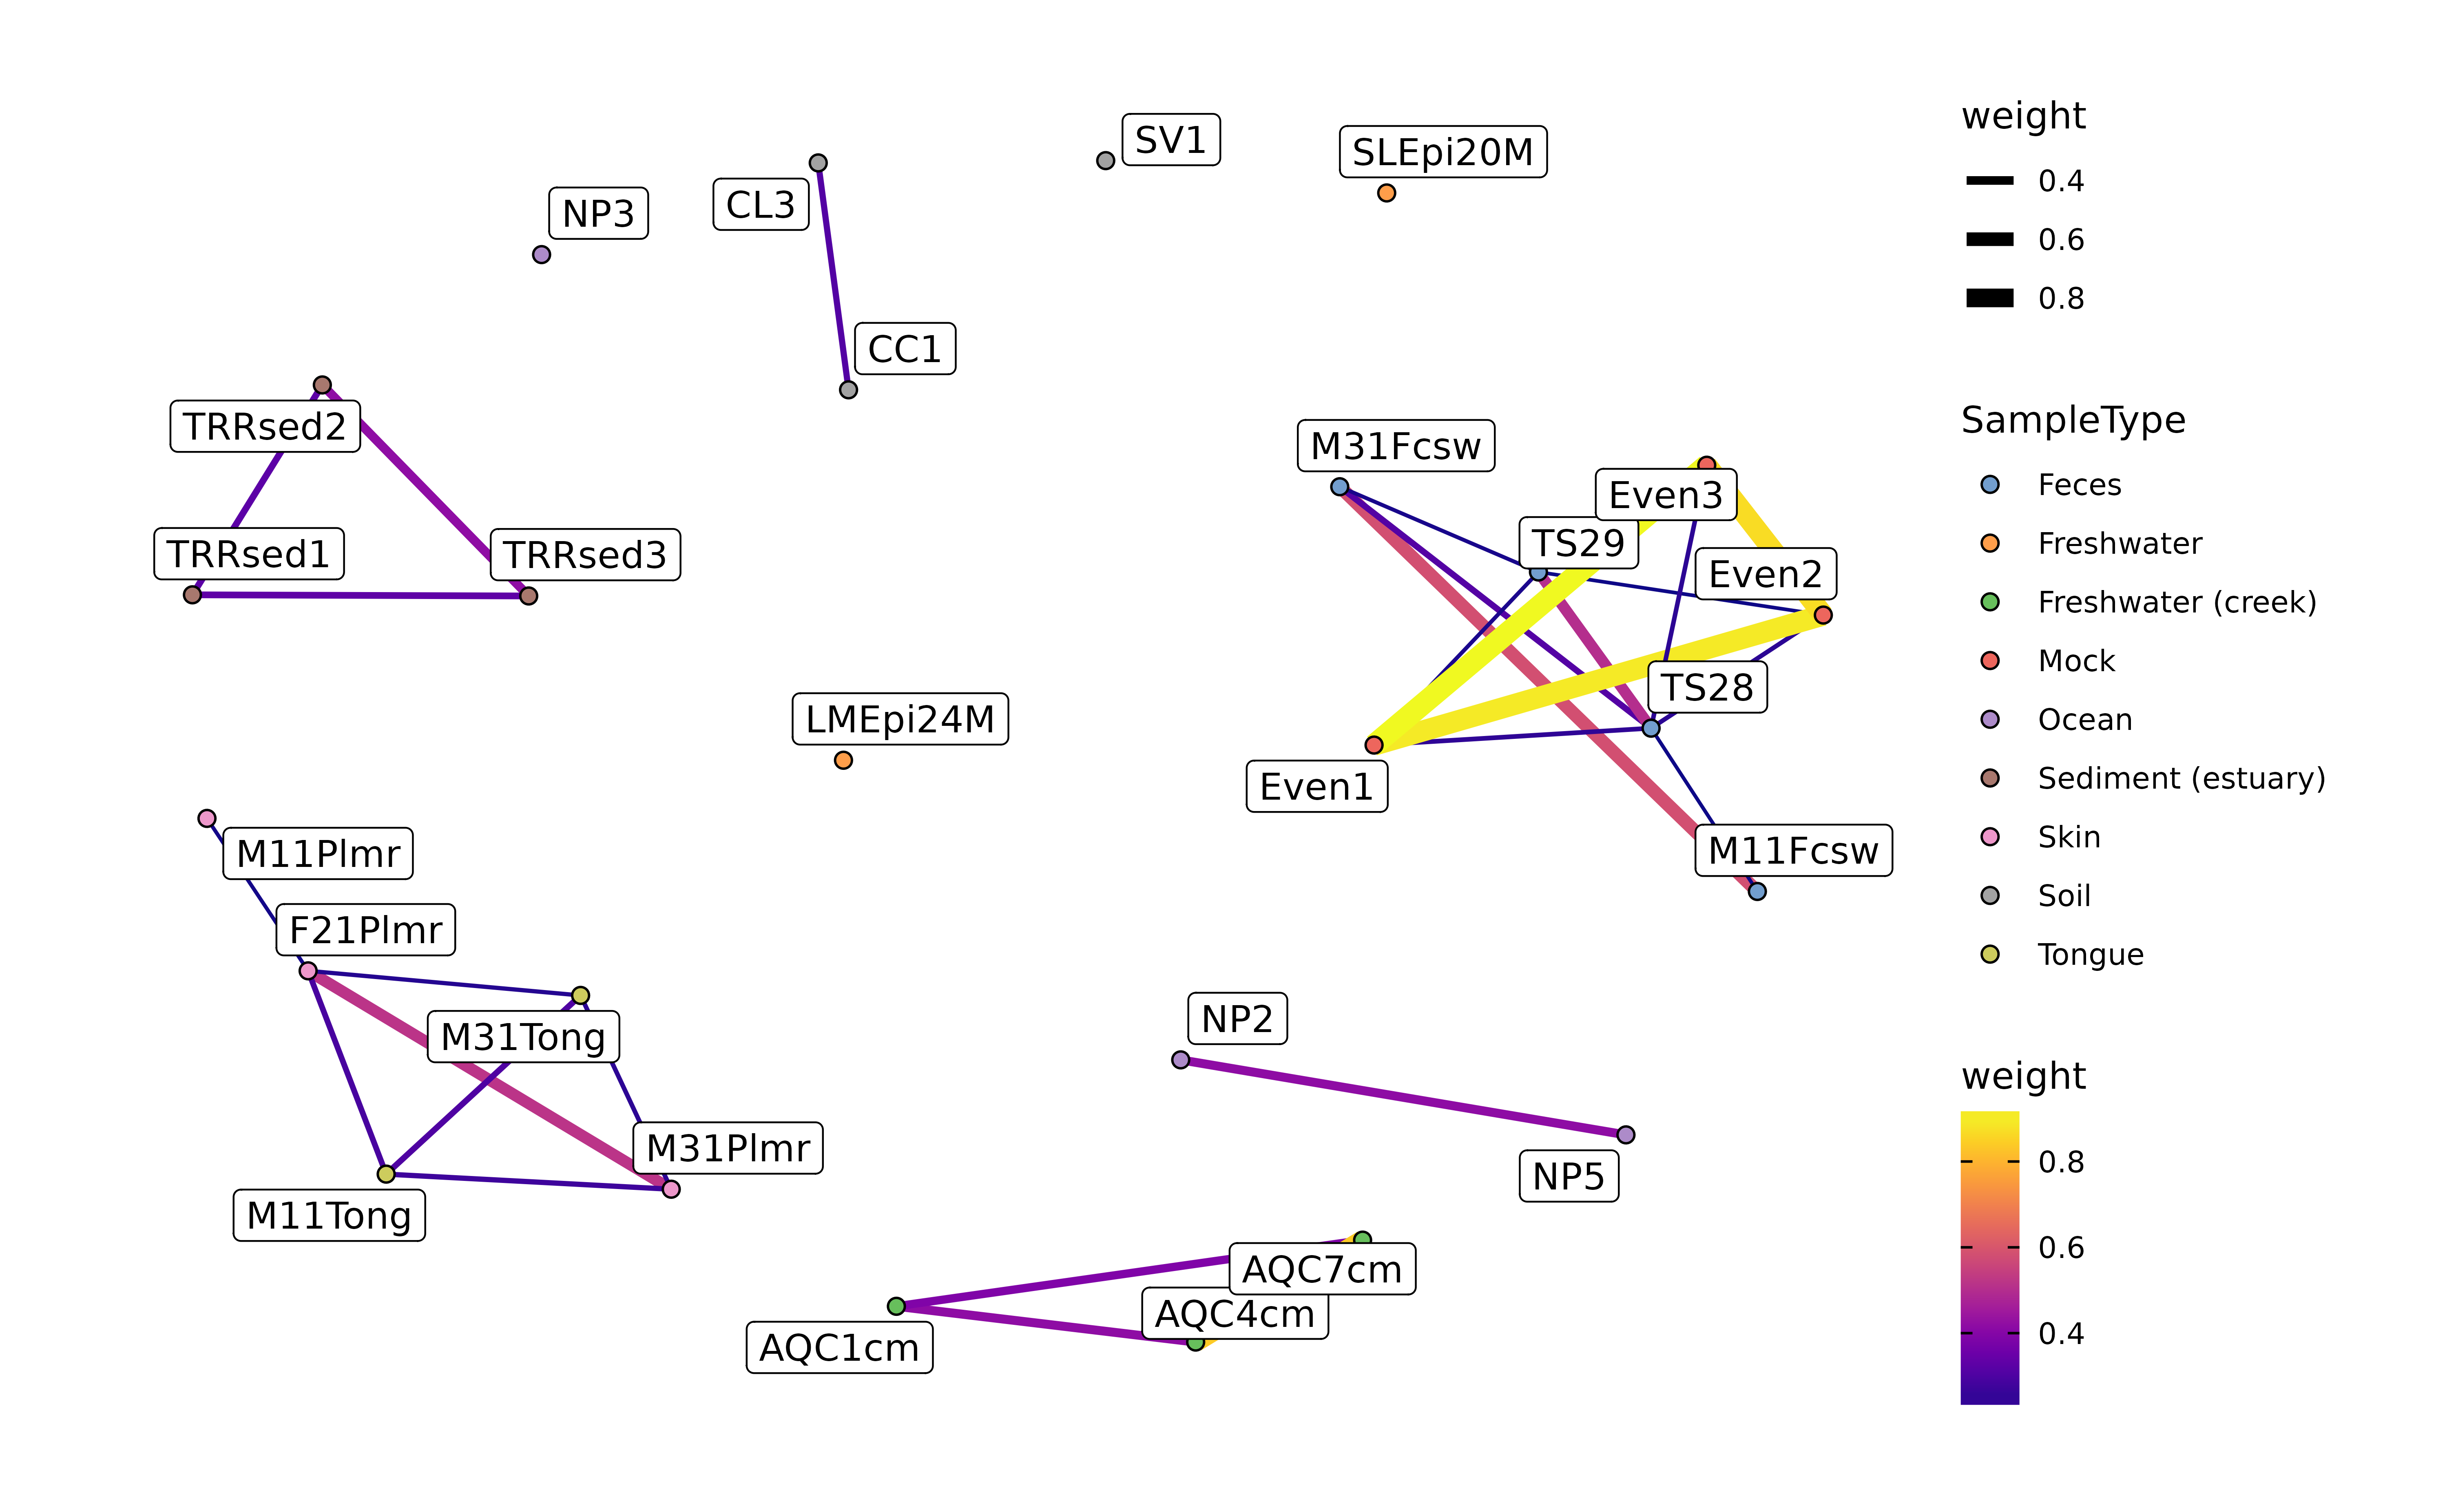 SV1
SLEpi20M
NP3
CL3
CC1
TRRsed2
TRRsed1
TRRsed3
M31Fcsw
Even3
TS29
Even2
TS28
Even1
M11Fcsw
LMEpi24M
M11Plmr
F21Plmr
M31Tong
M31Plmr
M11Tong
NP2
NP5
AQC7cm
AQC4cm
AQC1cm
weight
0.4
0.6
0.8
SampleType
Feces
Freshwater
Freshwater (creek)
Mock
Ocean
Sediment (estuary)
Skin
Soil
Tongue
weight
0.8
0.6
0.4